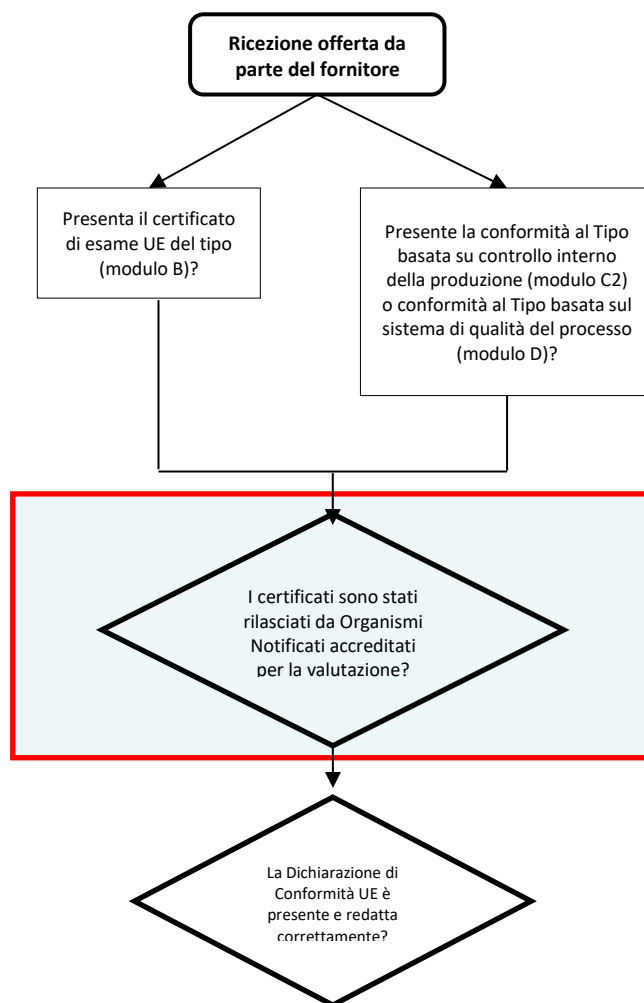 Ricezione offerta da
parte del fornitore
Presenta il certificato
di esame UE del tipo
(modulo B)?
Presente la conformità al Tipo
basata su controllo interno
della produzione (modulo C2)
o conformità al Tipo basata sul
sistema di qualità del processo
(modulo D)?
I certificati sono stati
rilasciati da Organismi
Notificati accreditati
per la valutazione?
La Dichiarazione di
Conformità UE è
presente e redatta
correttamente?